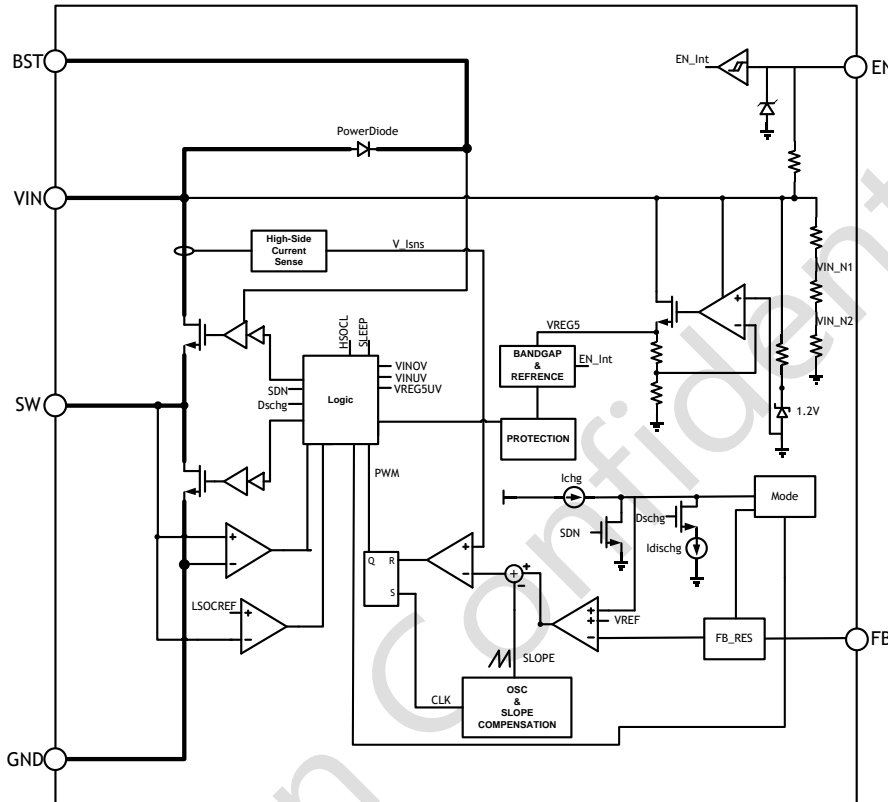 BST
EN_Int
EN
PowerDiode
VIN
High-Side
Current
Sense
V_Isns
VIN_N1
VIN_N2
VREG5
HSOCL
SLEEP
BANDGAP
&
REFRENCE
EN_Int
VINOV
VINUV
VREG5UV
SDN
Dschg
Logic
SW
1.2V
PROTECTION
PWM
Ichg
Mode
Dschg
SDN
Idischg
+
−
Q
R
S
+
−
+
+
−
LSOCREF
+
−
+
+
−
VREF
FB_RES
FB
SLOPE
CLK
OSC
&
SLOPE
COMPENSATION
GND
+
−
n Confident